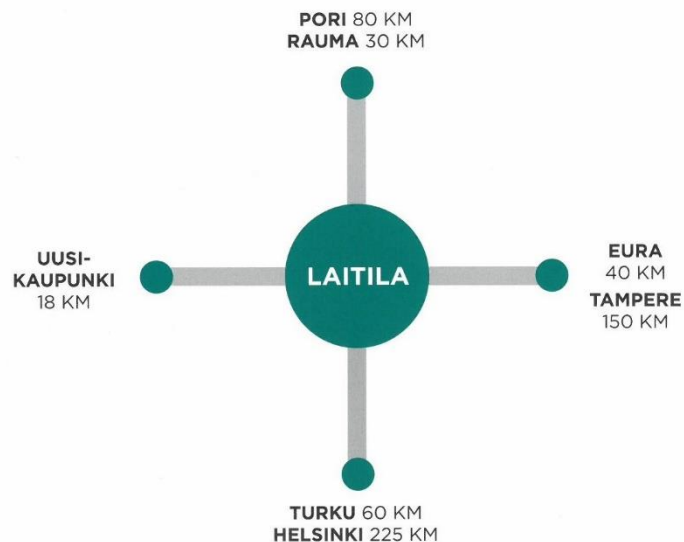 PORI 80 KM
RAUMA 30 KM
UUSI-
KAUPUNKI
18 KM
LAITILA
EURA
40 KM
TAMPERE
150 KM
TURKU 60 KM
HELSINKI 225 KM